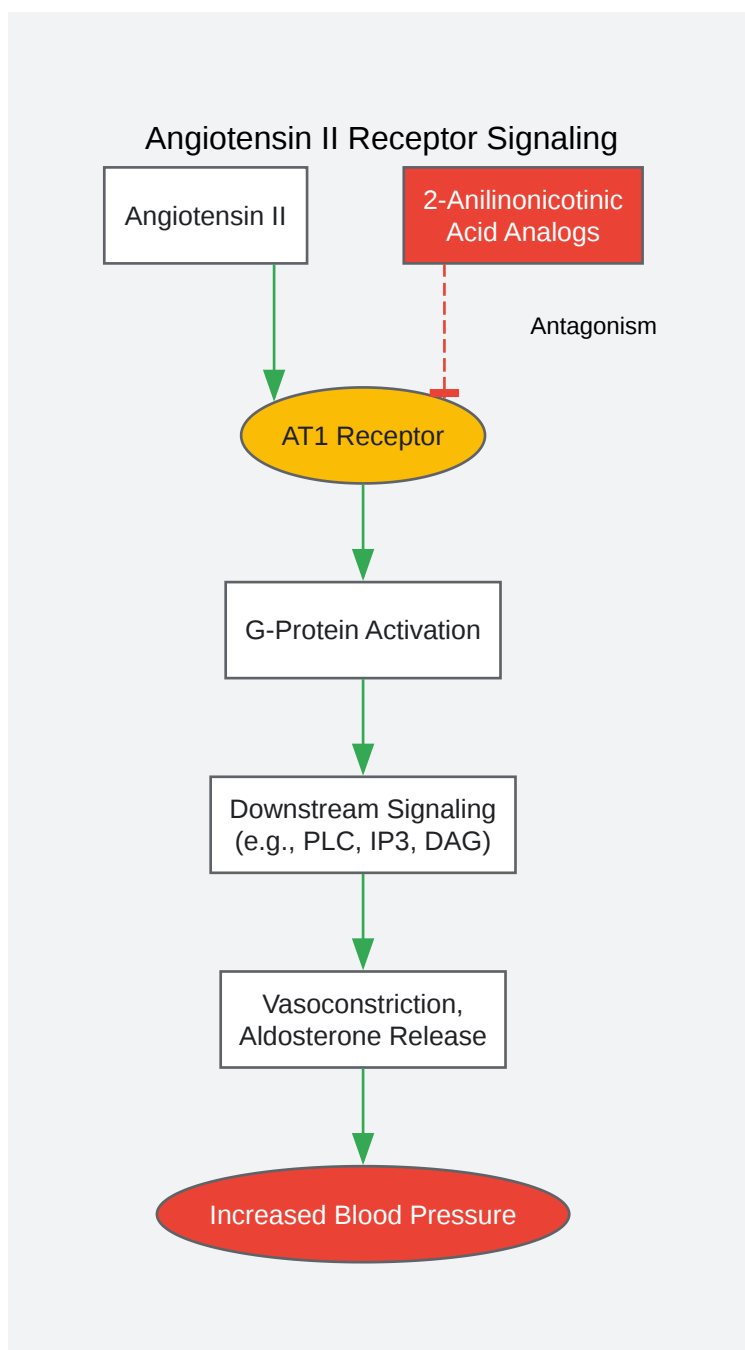 Angiotensin II Receptor Signaling
Angiotensin II
2-Anilinonicotinic
Acid Analogs
Antagonism
AT1 Receptor
G-Protein Activation
Downstream Signaling
(e.g., PLC, IP3, DAG)
Vasoconstriction,
Aldosterone Release
Increased Blood Pressure